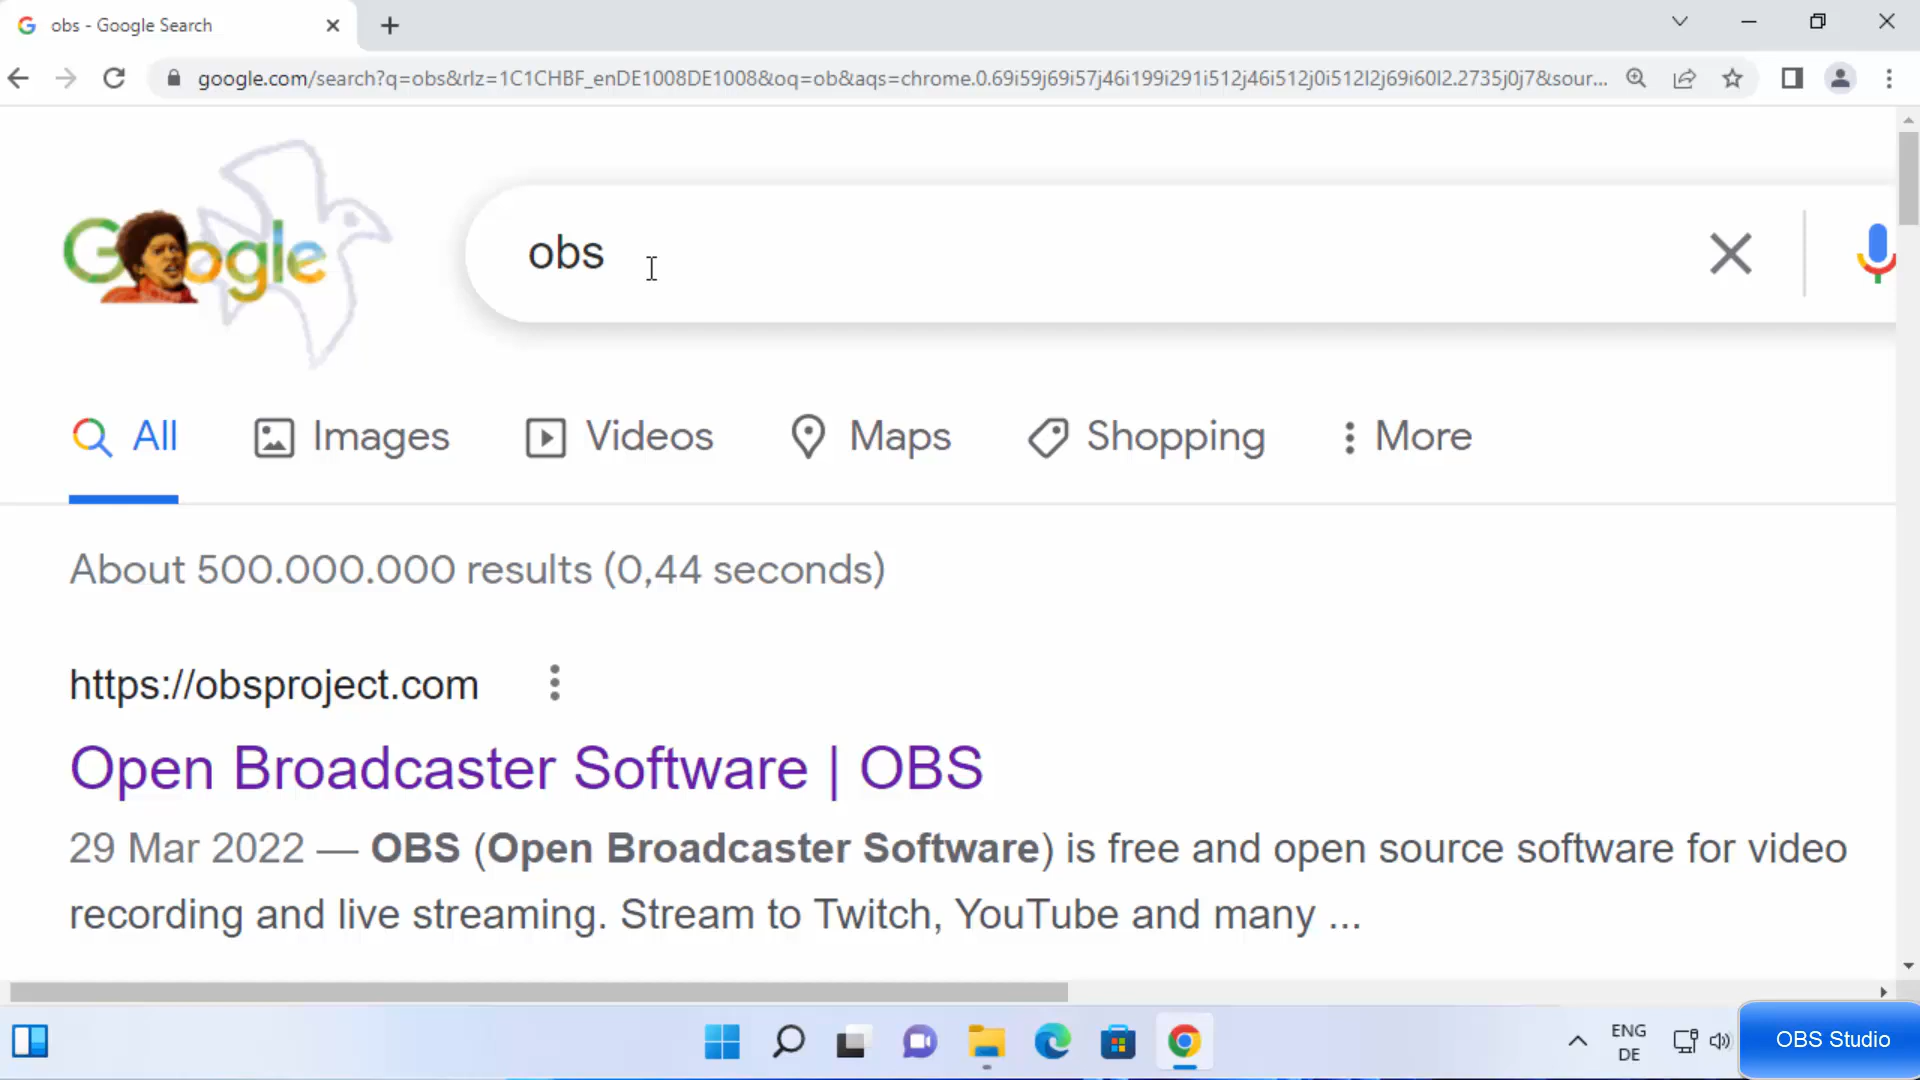 obs - Google Search
google.com/search?q=obs&rlz=1C1CHBF_enDE1008DE1008&oq=ob&aqs=chrome.0.69i59j69i57j46i199i291i512j46i512j0i512l2j69i60l2.2735j0j7&sour...
Google
obs
All Images Videos Maps Shopping More
About 500.000.000 results (0,44 seconds)
https://obsproject.com
Open Broadcaster Software | OBS
29 Mar 2022 — OBS (Open Broadcaster Software) is free and open source software for video
recording and live streaming. Stream to Twitch, YouTube and many ...
ENG
DE
OBS Studio